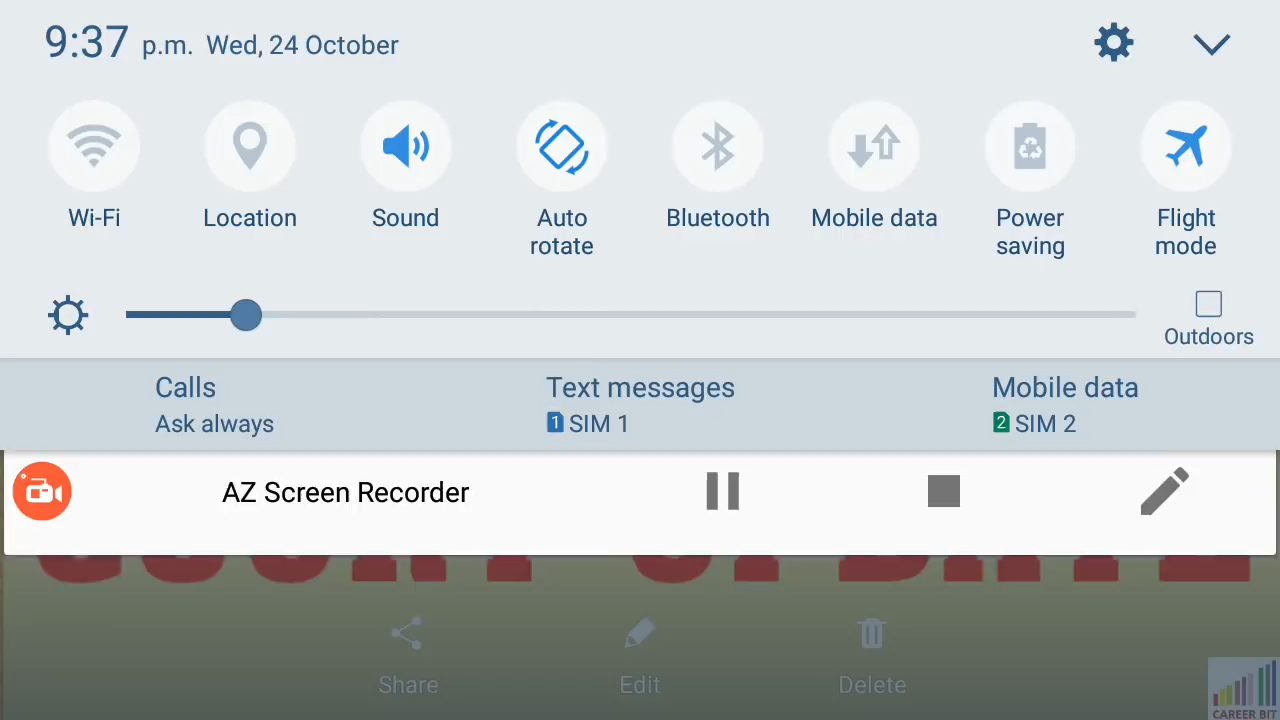 9:37 p.m. Wed, 24 October
Wi-Fi
Location
Sound
Auto
rotate
Bluetooth
Mobile data
Power
saving
Flight
mode
Outdoors
Calls
Ask always
Text messages
1 SIM 1
Mobile data
2 SIM 2
AZ Screen Recorder
Share
Edit
Delete
CAREER BIT